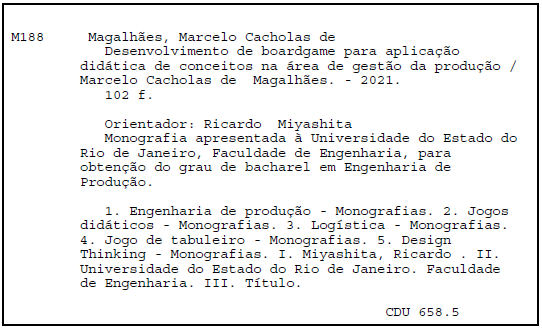 M188 Magalhães, Marcelo Cacholas de
Desenvolvimento de boardgame para aplicação
didática de conceitos na área de gestão da produção /
Marcelo Cacholas de Magalhães. - 2021.
102 f.
Orientador: Ricardo Miyashita
Monografia apresentada à Universidade do Estado do
Rio de Janeiro, Faculdade de Engenharia, para
obtenção do grau de bacharel em Engenharia de
Produção.
1. Engenharia de produção - Monografias. 2. Jogos
didáticos - Monografias. 3. Logística - Monografias.
4. Jogo de tabuleiro - Monografias. 5. Design
Thinking - Monografias. I. Miyashita, Ricardo . II.
Universidade do Estado do Rio de Janeiro. Faculdade
de Engenharia. III. Título.
CDU 658.5